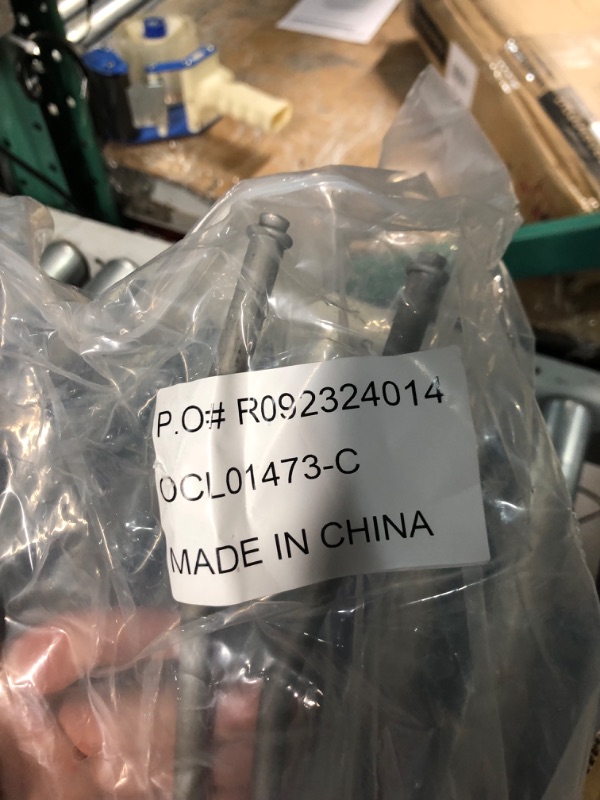 P.O:# R092324014
OCL01473-C
MADE IN CHINA